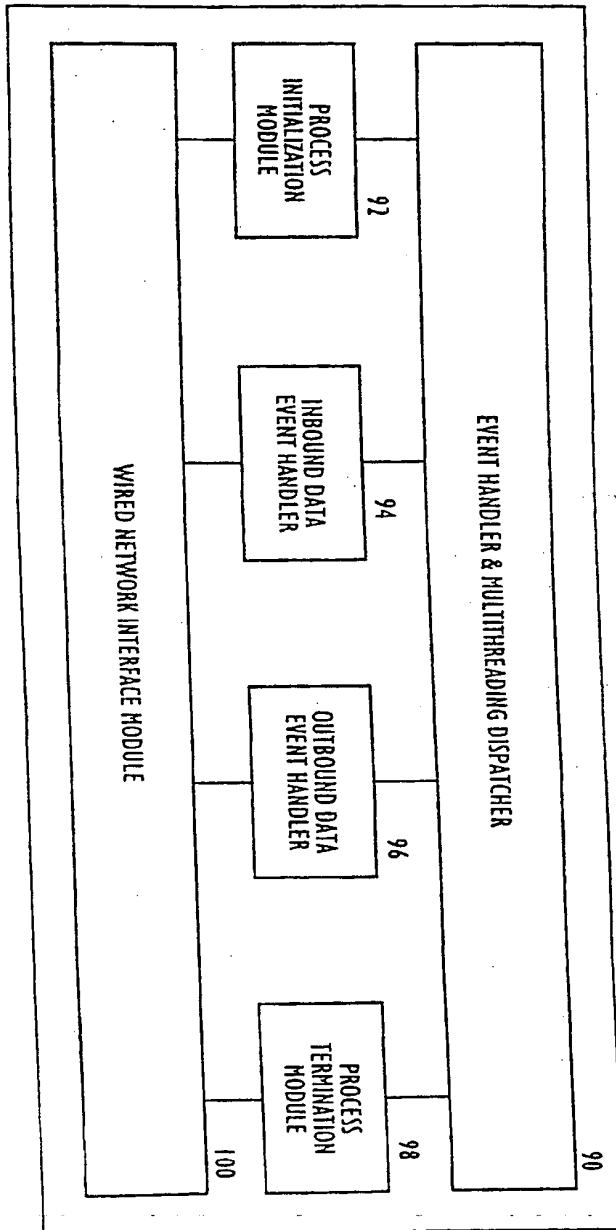 90
EVENT HANDLER & MULTITHREADING DISPATCHER
92
PROCESS
INITIALIZATION
MODULE
94
INBOUND DATA
EVENT HANDLER
96
OUTBOUND DATA
EVENT HANDLER
98
PROCESS
TERMINATION
MODULE
100
WIRED NETWORK INTERFACE MODULE